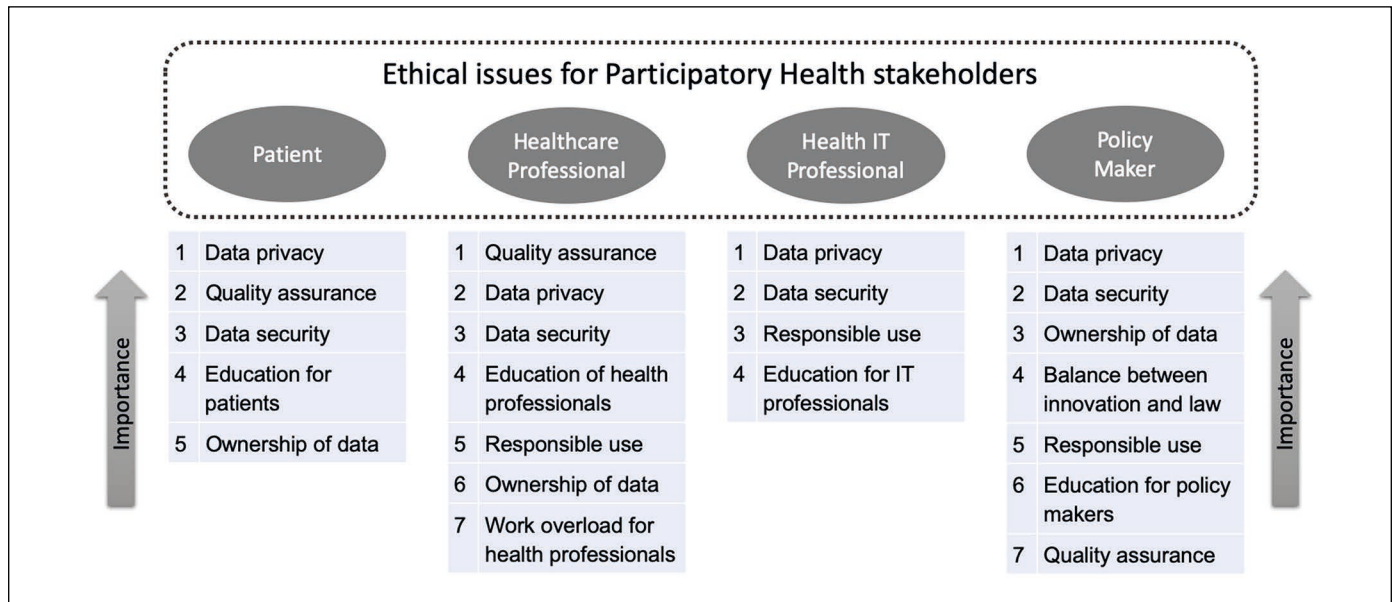 Ethical issues for Participatory Health stakeholders
Patient
Healthcare
Professional
Health IT
Professional
Policy
Maker
Importance
1 Data privacy
2 Quality assurance
3 Data security
4 Education for
patients
5 Ownership of data
1 Quality assurance
2 Data privacy
3 Data security
4 Education of health
professionals
5 Responsible use
6 Ownership of data
7 Work overload for
health professionals
1 Data privacy
2 Data security
3 Responsible use
4 Education for IT
professionals
1 Data privacy
2 Data security
3 Ownership of data
4 Balance between
innovation and law
5 Responsible use
6 Education for policy
makers
7 Quality assurance
Importance